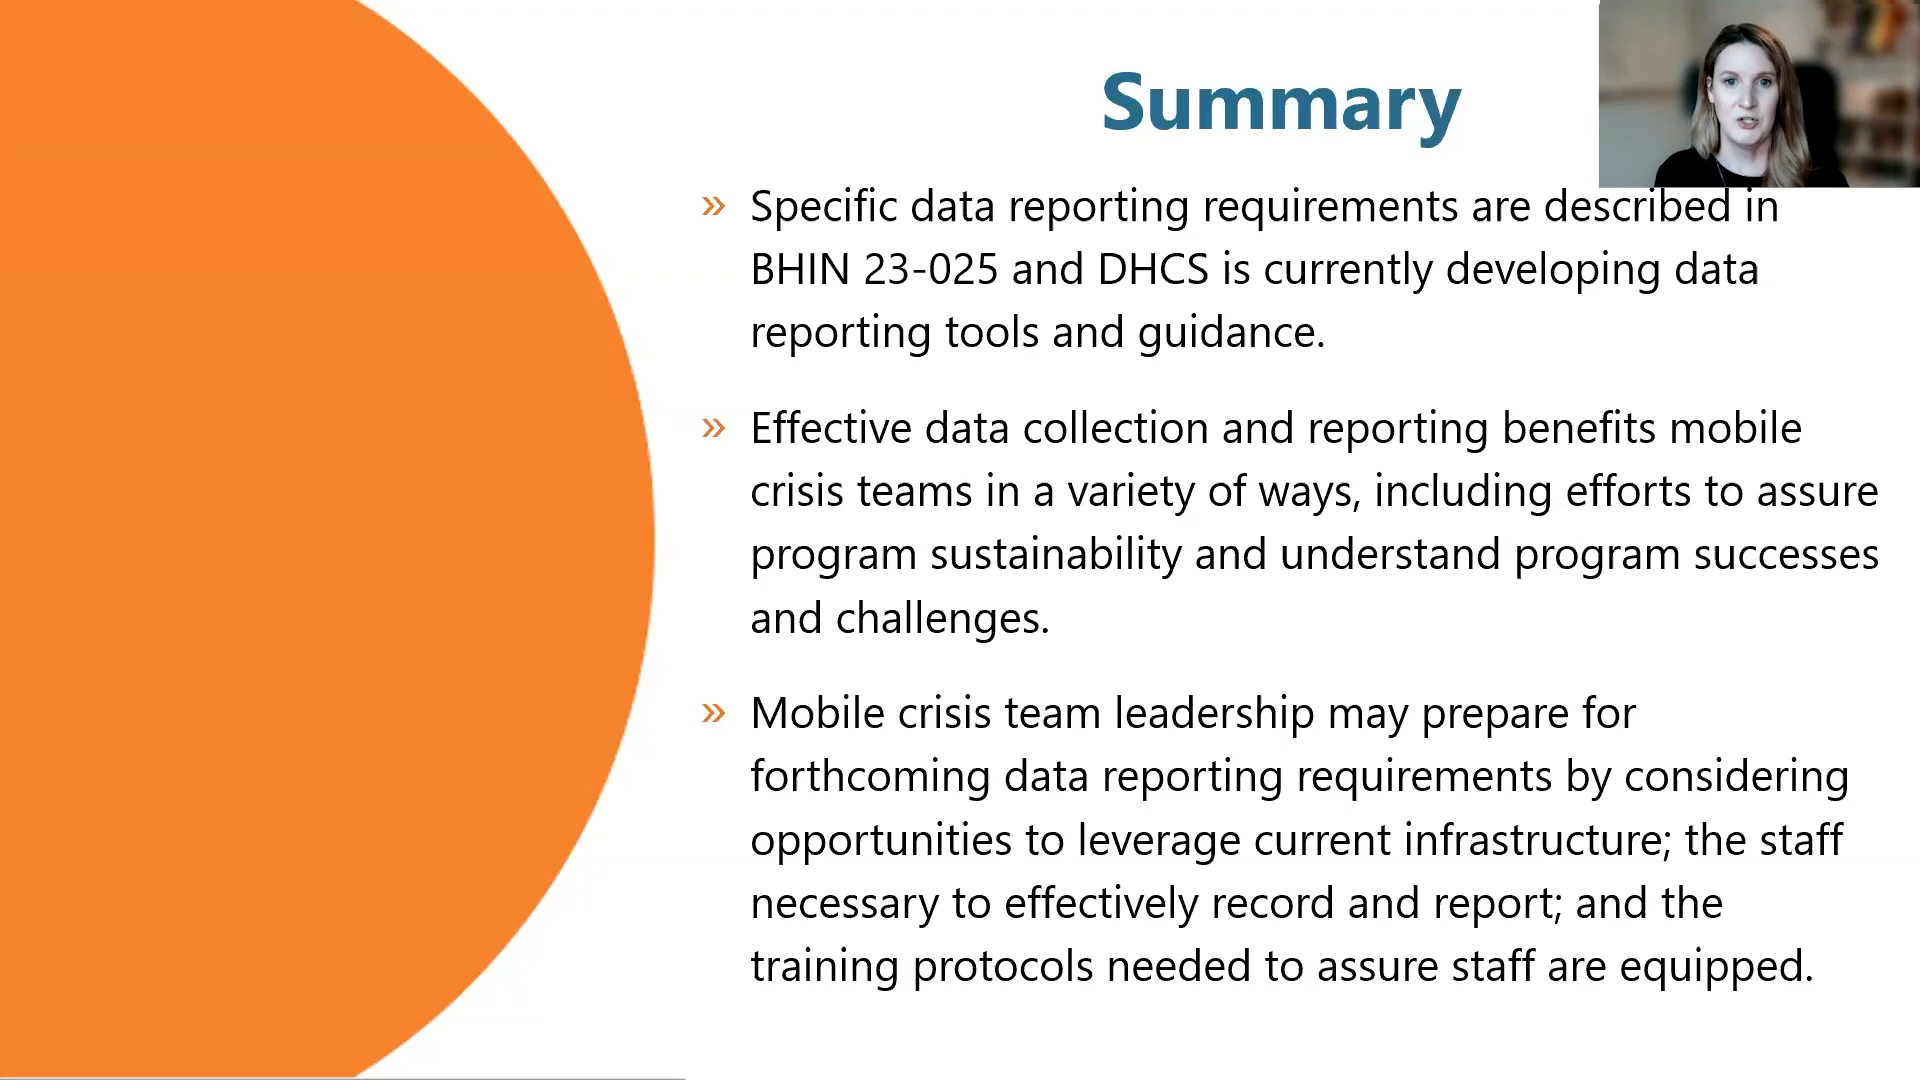 Summary
» Specific data reporting requirements are described in
BHIN 23-025 and DHCS is currently developing data
reporting tools and guidance.
» Effective data collection and reporting benefits mobile
crisis teams in a variety of ways, including efforts to assure
program sustainability and understand program successes
and challenges.
» Mobile crisis team leadership may prepare for
forthcoming data reporting requirements by considering
opportunities to leverage current infrastructure; the staff
necessary to effectively record and report; and the
training protocols needed to assure staff are equipped.